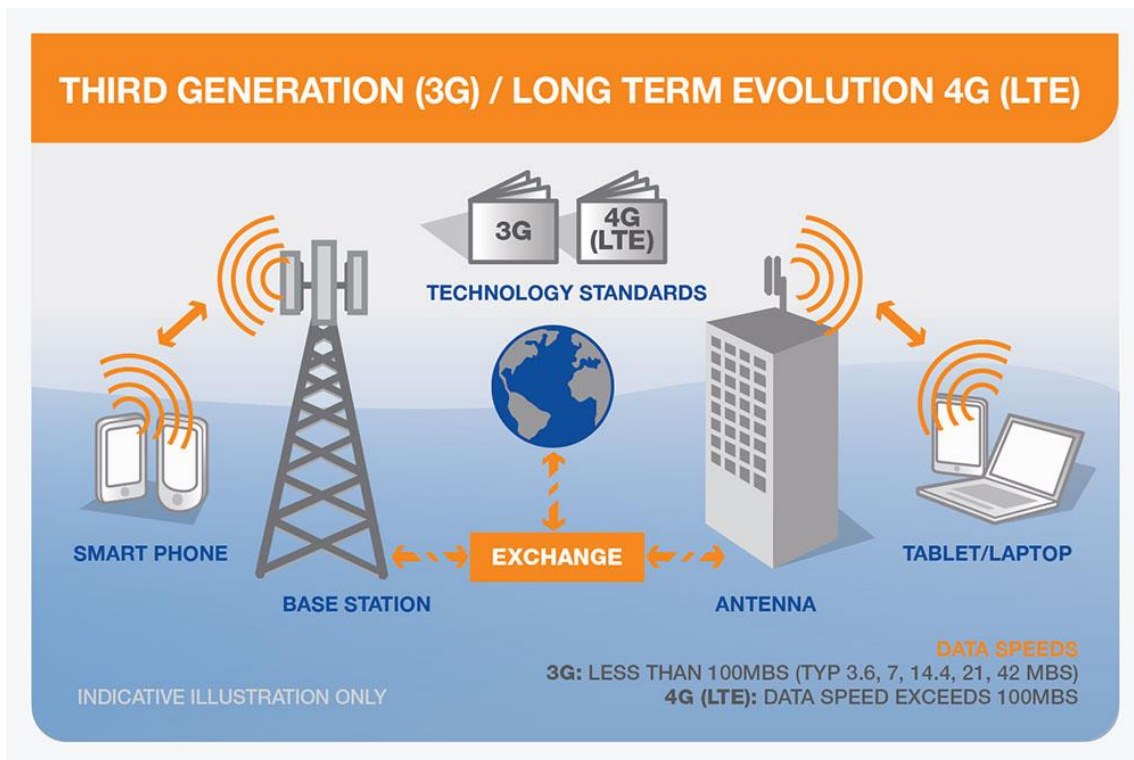 THIRD GENERATION (3G) / LONG TERM EVOLUTION 4G (LTE)
3G
4G
(LTE)
TECHNOLOGY STANDARDS
SMART PHONE
EXCHANGE
TABLET/LAPTOP
BASE STATION
ANTENNA
DATA SPEEDS
3G: LESS THAN 100MBS (TYP 3.6, 7, 14.4, 21, 42 MBS)
4G (LTE): DATA SPEED EXCEEDS 100MBS
INDICATIVE ILLUSTRATION ONLY